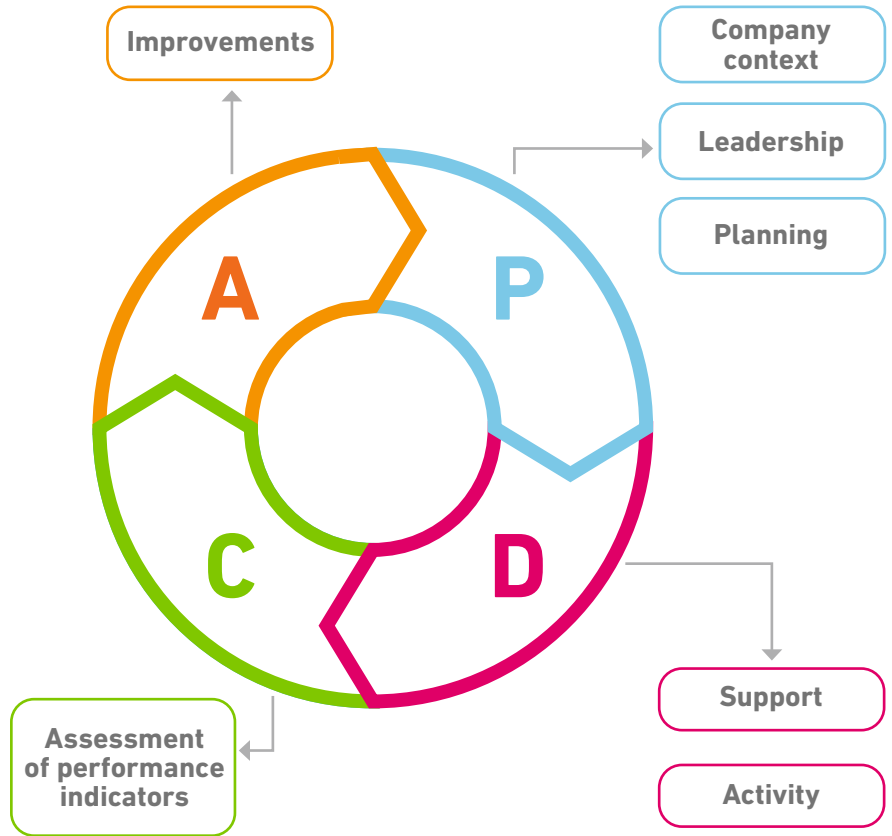 Improvements
Company
context
Leadership
Planning
A
P
C
D
Support
Activity
Assessment
of performance
indicators